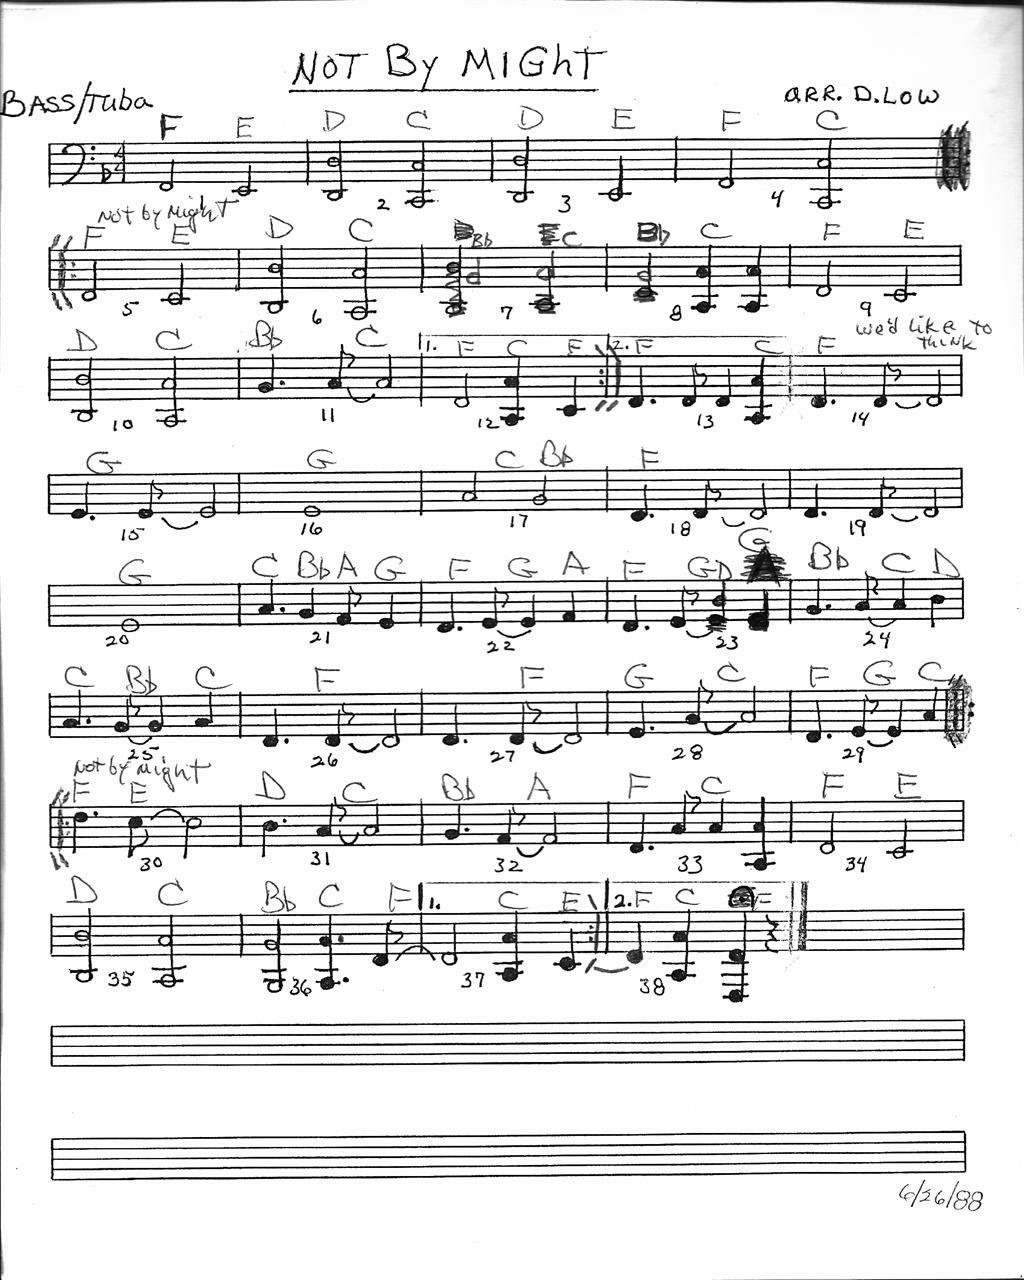 NOT By MIGhT
BASS/Tuba
ARR. D. LOW
F E D C D E F C
2 3 4
Not by Might
F E D C Bb C Bb C F E
5 6 7 8 9
we'd like to
think
D C Bb C 1. F C E 2. F C F
10 11 12 13 14
G G C Bb F
15 16 17 18 19
G C Bb A G F G A F G D G Bb C D
20 21 22 23 24
C Bb C F F G C F G C
25 26 27 28 29
Not by Might
F E D C Bb A F C F E
30 31 32 33 34
D C Bb C F 1. C E 2. F C F
35 36 37 38
6/26/88